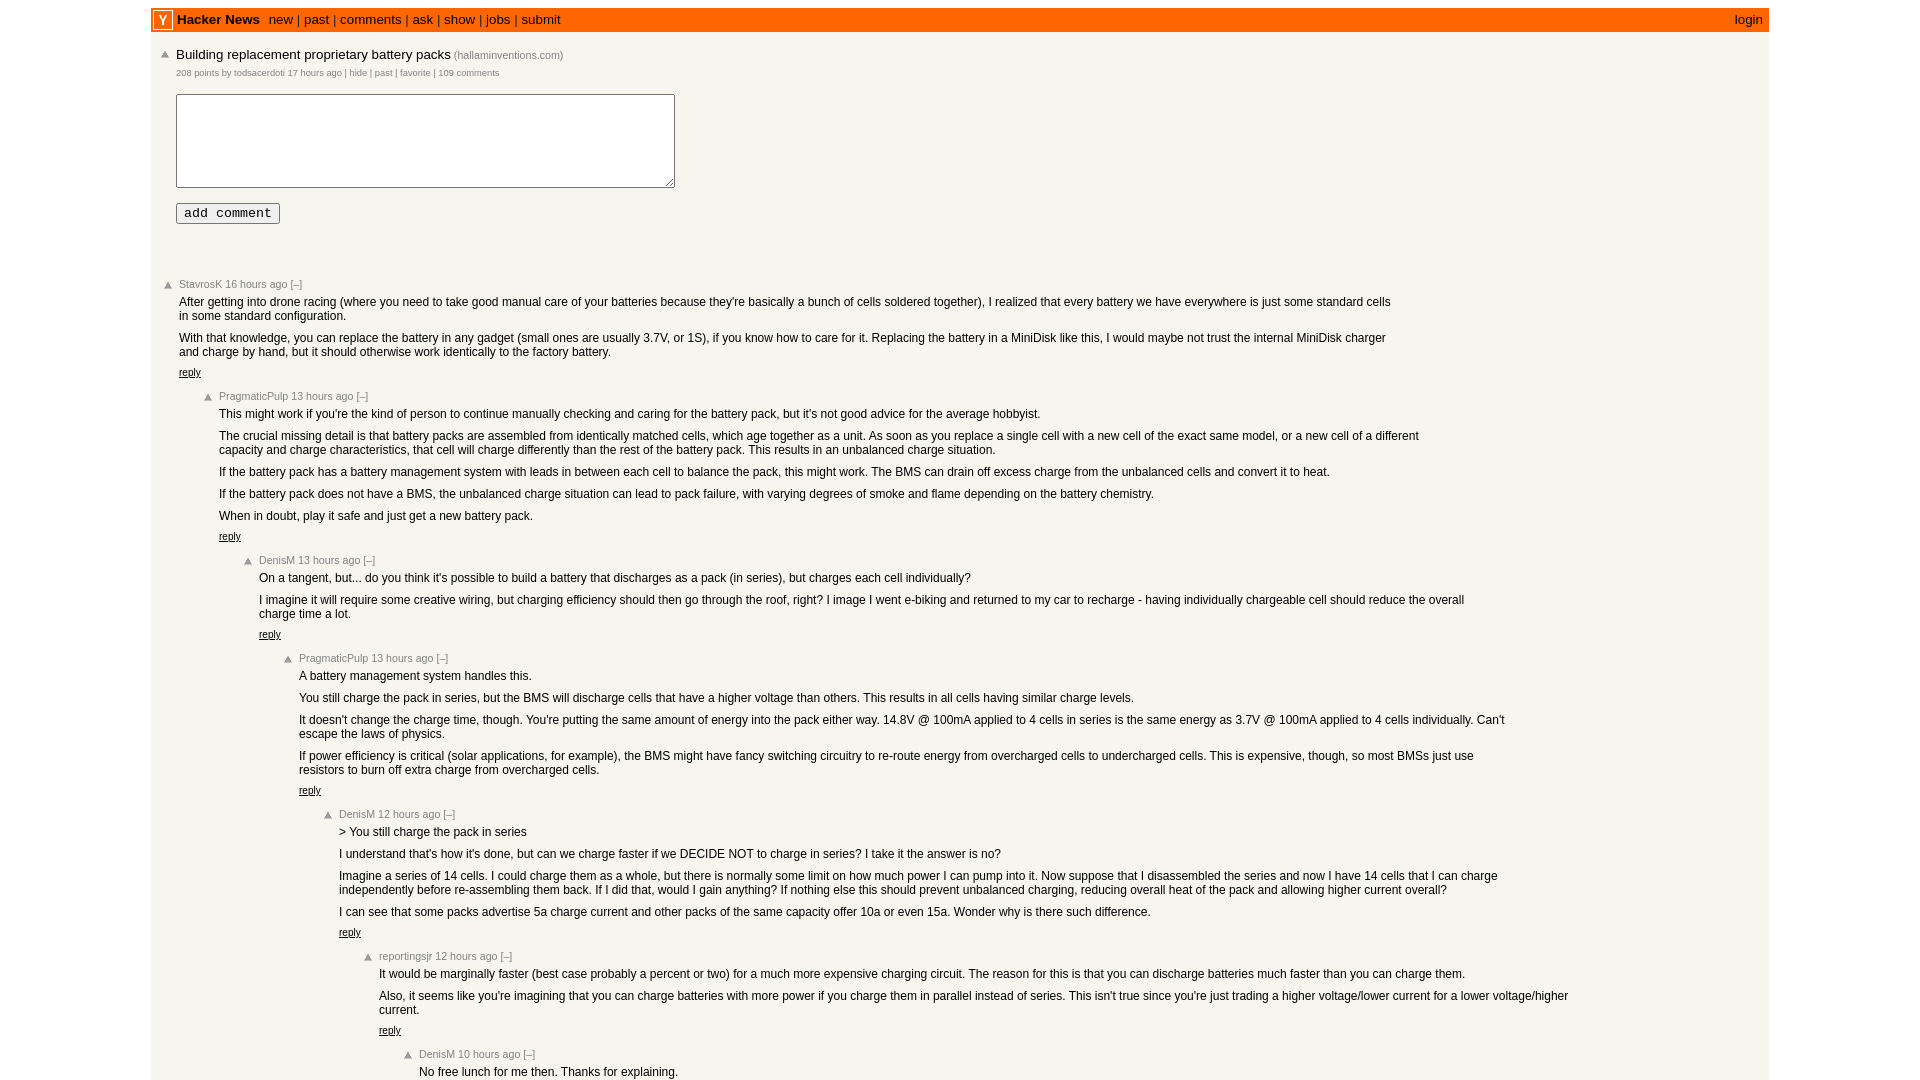 Y Hacker News new | past | comments | ask | show | jobs | submit login
Building replacement proprietary battery packs (hallaminventions.com)
208 points by todsacerdoti 17 hours ago | hide | past | favorite | 109 comments
add comment
StavrosK 16 hours ago [–]
After getting into drone racing (where you need to take good manual care of your batteries because they're basically a bunch of cells soldered together), I realized that every battery we have everywhere is just some standard cells
in some standard configuration.
With that knowledge, you can replace the battery in any gadget (small ones are usually 3.7V, or 1S), if you know how to care for it. Replacing the battery in a MiniDisk like this, I would maybe not trust the internal MiniDisk charger
and charge by hand, but it should otherwise work identically to the factory battery.
reply
PragmaticPulp 13 hours ago [–]
This might work if you're the kind of person to continue manually checking and caring for the battery pack, but it's not good advice for the average hobbyist.
The crucial missing detail is that battery packs are assembled from identically matched cells, which age together as a unit. As soon as you replace a single cell with a new cell of the exact same model, or a new cell of a different
capacity and charge characteristics, that cell will charge differently than the rest of the battery pack. This results in an unbalanced charge situation.
If the battery pack has a battery management system with leads in between each cell to balance the pack, this might work. The BMS can drain off excess charge from the unbalanced cells and convert it to heat.
If the battery pack does not have a BMS, the unbalanced charge situation can lead to pack failure, with varying degrees of smoke and flame depending on the battery chemistry.
When in doubt, play it safe and just get a new battery pack.
reply
DenisM 13 hours ago [–]
On a tangent, but... do you think it's possible to build a battery that discharges as a pack (in series), but charges each cell individually?
I imagine it will require some creative wiring, but charging efficiency should then go through the roof, right? I image I went e-biking and returned to my car to recharge - having individually chargeable cell should reduce the overall
charge time a lot.
reply
PragmaticPulp 13 hours ago [–]
A battery management system handles this.
You still charge the pack in series, but the BMS will discharge cells that have a higher voltage than others. This results in all cells having similar charge levels.
It doesn't change the charge time, though. You're putting the same amount of energy into the pack either way. 14.8V @ 100mA applied to 4 cells in series is the same energy as 3.7V @ 100mA applied to 4 cells individually. Can't
escape the laws of physics.
If power efficiency is critical (solar applications, for example), the BMS might have fancy switching circuitry to re-route energy from overcharged cells to undercharged cells. This is expensive, though, so most BMSs just use
resistors to burn off extra charge from overcharged cells.
reply
DenisM 12 hours ago [–]
> You still charge the pack in series
I understand that's how it's done, but can we charge faster if we DECIDE NOT to charge in series? I take it the answer is no?
Imagine a series of 14 cells. I could charge them as a whole, but there is normally some limit on how much power I can pump into it. Now suppose that I disassembled the series and now I have 14 cells that I can charge
independently before re-assembling them back. If I did that, would I gain anything? If nothing else this should prevent unbalanced charging, reducing overall heat of the pack and allowing higher current overall?
I can see that some packs advertise 5a charge current and other packs of the same capacity offer 10a or even 15a. Wonder why is there such difference.
reply
reportingsjr 12 hours ago [–]
It would be marginally faster (best case probably a percent or two) for a much more expensive charging circuit. The reason for this is that you can discharge batteries much faster than you can charge them.
Also, it seems like you're imagining that you can charge batteries with more power if you charge them in parallel instead of series. This isn't true since you're just trading a higher voltage/lower current for a lower voltage/higher
current.
reply
DenisM 10 hours ago [–]
No free lunch for me then. Thanks for explaining.